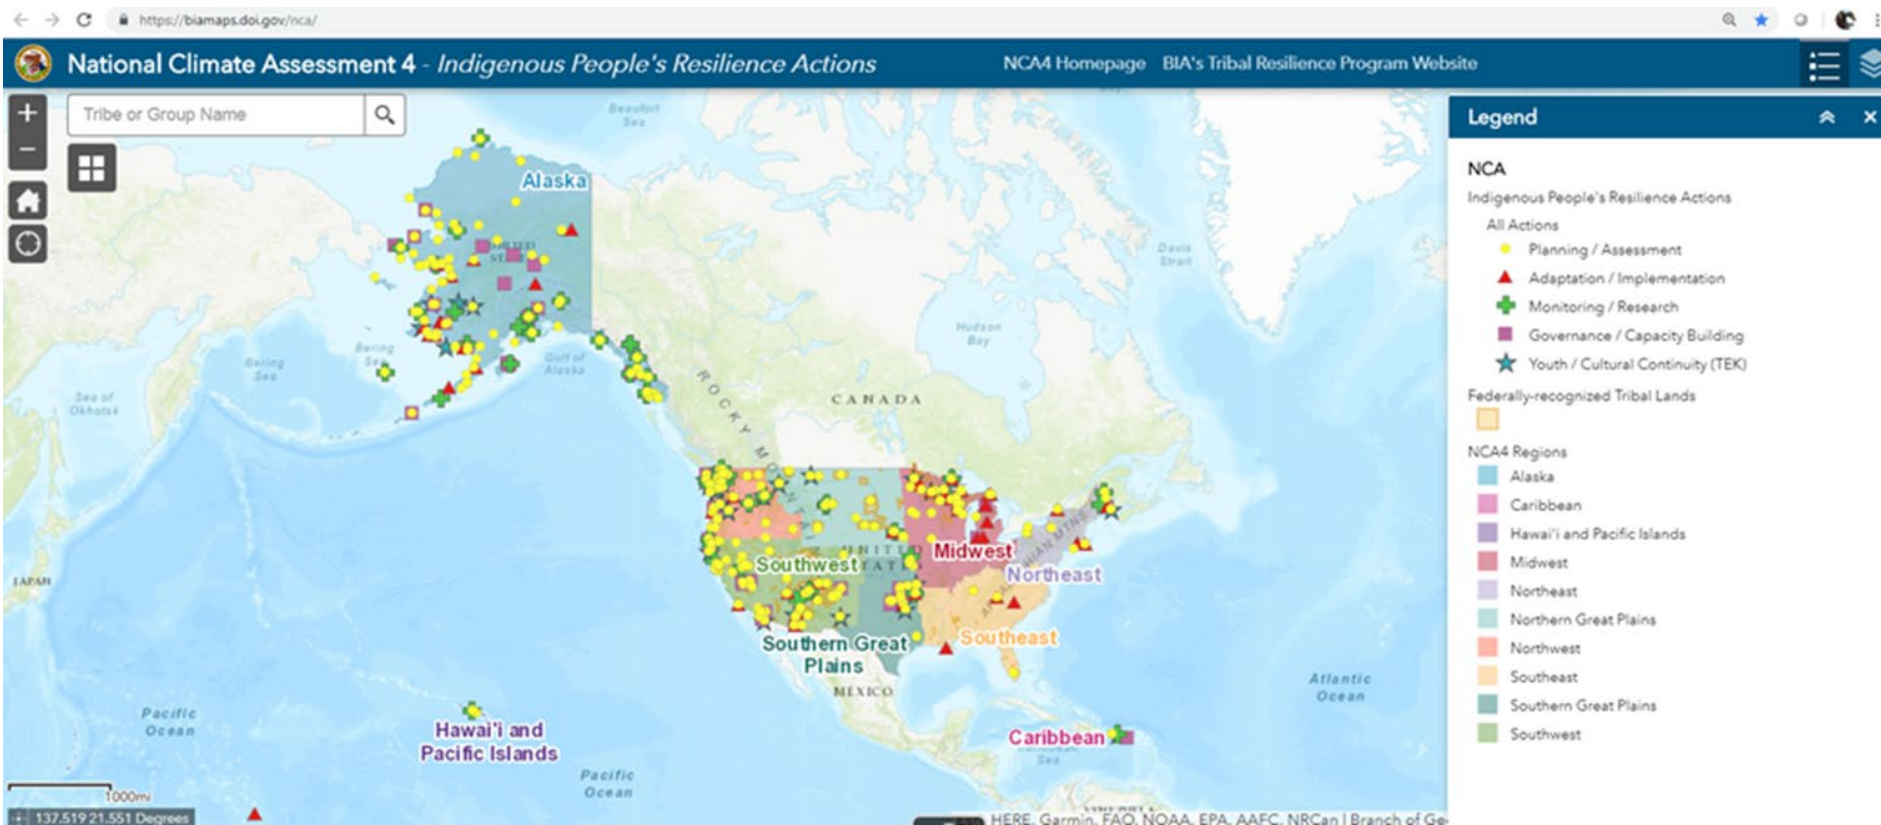 https://biamaps.doi.gov/nca/
National Climate Assessment 4 - Indigenous People's Resilience Actions
NCA4 Homepage BIA's Tribal Resilience Program Website
Tribe or Group Name
Legend
NCA
Indigenous People's Resilience Actions
All Actions
Planning / Assessment
Adaptation / Implementation
Monitoring / Research
Governance / Capacity Building
Youth / Cultural Continuity (TEK)
Federally-recognized Tribal Lands
NCA4 Regions
Alaska
Caribbean
Hawai'i and Pacific Islands
Midwest
Northeast
Northern Great Plains
Northwest
Southeast
Southern Great Plains
Southwest
Beaufort
Sea
Alaska
Davis
Strait
Hudson
Bay
Bering
Sea
Bering
Sea
Gulf of
Alaska
Sea of
Okhotsk
CANADA
ROCKY
JAPAN
UNITED
Midwest
Southwest
Northeast
Southern Great
Plains
Southeast
MÉXICO
Atlantic
Ocean
Pacific
Ocean
Hawai'i and
Pacific Islands
Caribbean
Sea
Pacific
Ocean
1000mi
137.519 21.551 Degrees
HERE, Garmin, FAO, NOAA, EPA, AAFC, NRCan | Branch of Ge